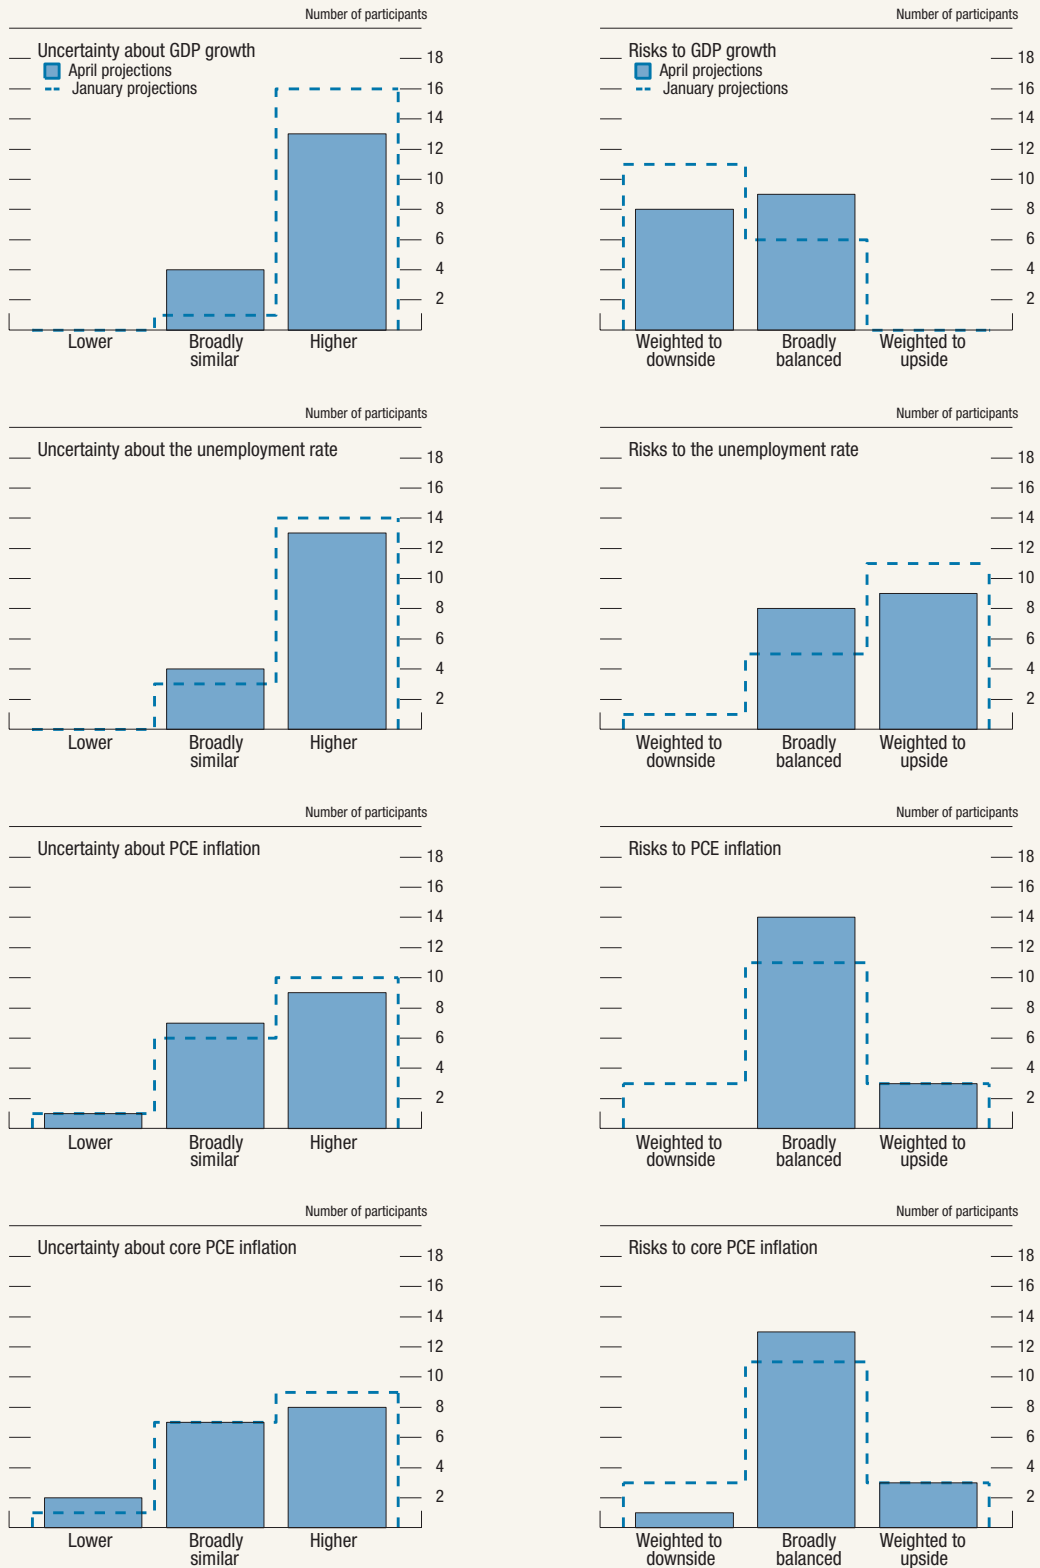 Number of participants
Uncertainty about GDP growth
April projections
January projections
18
16
14
12
10
8
6
4
2
Lower
Broadly
similar
Higher
Number of participants
Risks to GDP growth
April projections
January projections
18
16
14
12
10
8
6
4
2
Weighted to
downside
Broadly
balanced
Weighted to
upside
Number of participants
Uncertainty about the unemployment rate
18
16
14
12
10
8
6
4
2
Lower
Broadly
similar
Higher
Number of participants
Risks to the unemployment rate
18
16
14
12
10
8
6
4
2
Weighted to
downside
Broadly
balanced
Weighted to
upside
Number of participants
Uncertainty about PCE inflation
18
16
14
12
10
8
6
4
2
Lower
Broadly
similar
Higher
Number of participants
Risks to PCE inflation
18
16
14
12
10
8
6
4
2
Weighted to
downside
Broadly
balanced
Weighted to
upside
Number of participants
Uncertainty about core PCE inflation
18
16
14
12
10
8
6
4
2
Lower
Broadly
similar
Higher
Number of participants
Risks to core PCE inflation
18
16
14
12
10
8
6
4
2
Weighted to
downside
Broadly
balanced
Weighted to
upside